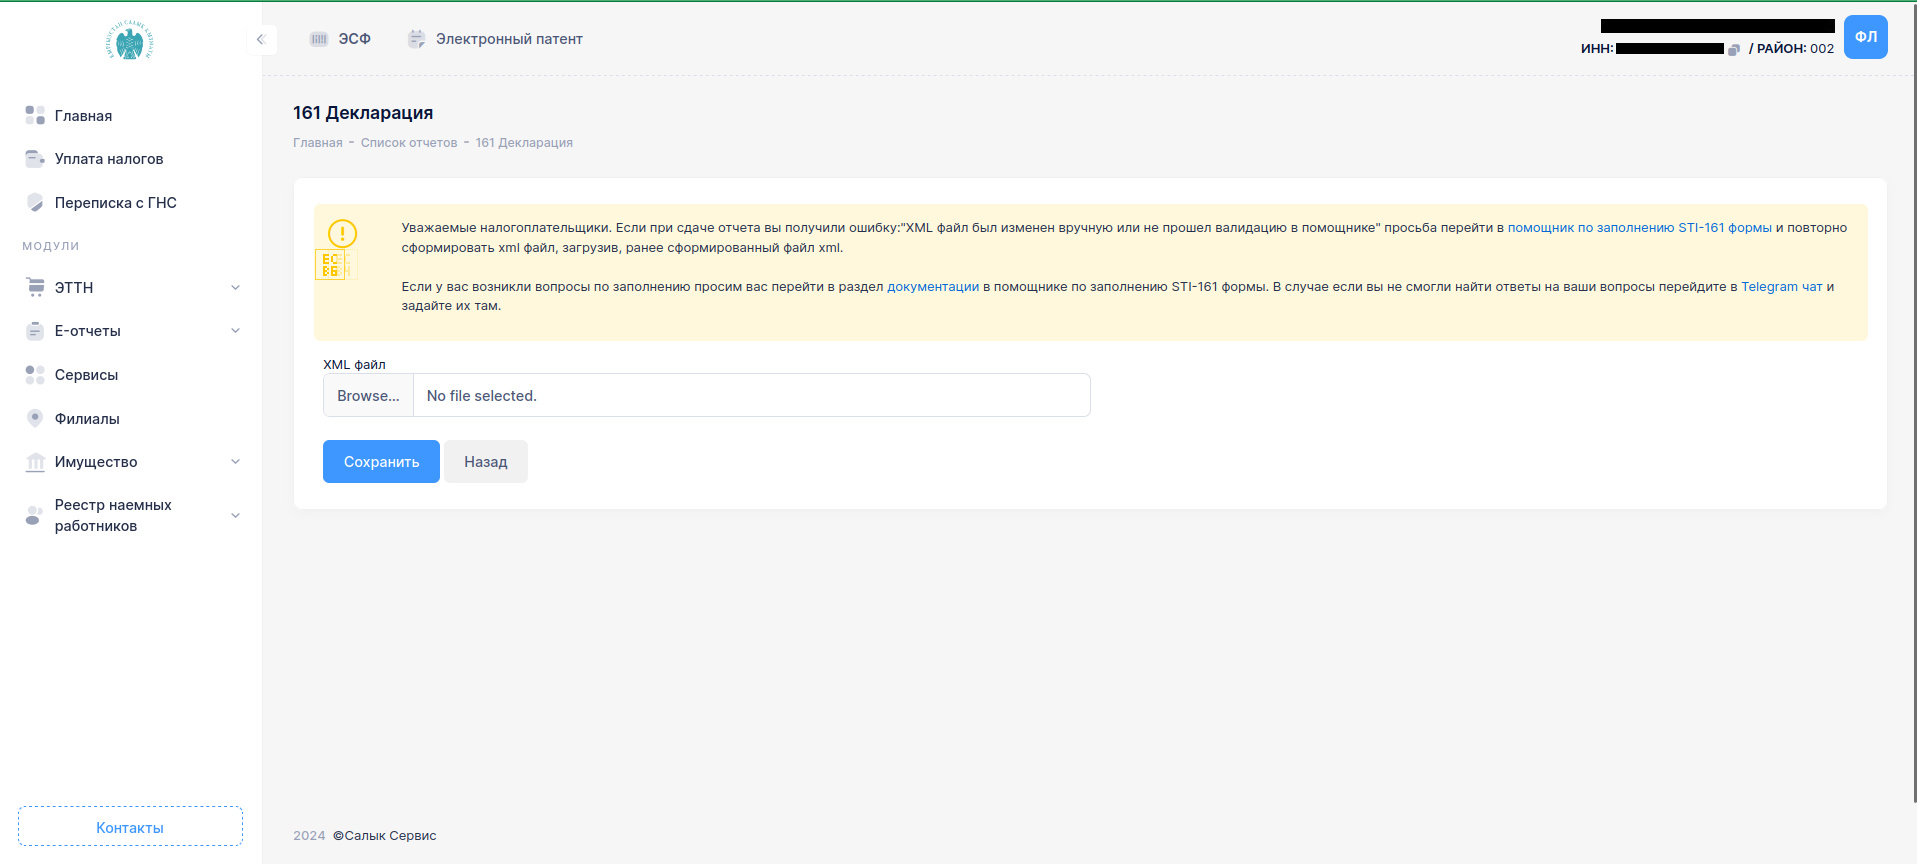 ЭСФ
Электронный патент
ИНН:
/ РАЙОН: 002
ФЛ
Главная
Уплата налогов
Переписка с ГНС
МОДУЛИ
ЭТТН
Е-отчеты
Сервисы
Филиалы
Имущество
Реестр наемных
работников
Контакты
161 Декларация
Главная - Список отчетов - 161 Декларация
Уважаемые налогоплательщики. Если при сдаче отчета вы получили ошибку:"XML файл был изменен вручную или не прошел валидацию в помощнике" просьба перейти в помощник по заполнению STI-161 формы и повторно
сформировать xml файл, загрузив, ранее сформированный файл xml.
Если у вас возникли вопросы по заполнению просим вас перейти в раздел документации в помощнике по заполнению STI-161 формы. В случае если вы не смогли найти ответы на ваши вопросы перейдите в Telegram чат и
задайте их там.
XML файл
Browse... No file selected.
Сохранить
Назад
2024 ©Салык Сервис